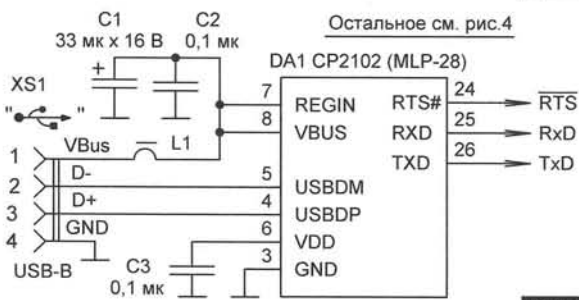 C1
C2
Остальное см. рис.4
33 мк x 16 В
0,1 мк
DA1 CP2102 (MLP-28)
+
XS1
" "
7
REGIN
RTS#
24
RTS
8
VBUS
RXD
25
RxD
TXD
26
TxD
1
VBus
L1
2
D-
5
USBDM
3
D+
4
USBDP
4
GND
6
VDD
USB-B
C3
0,1 мк
3
GND